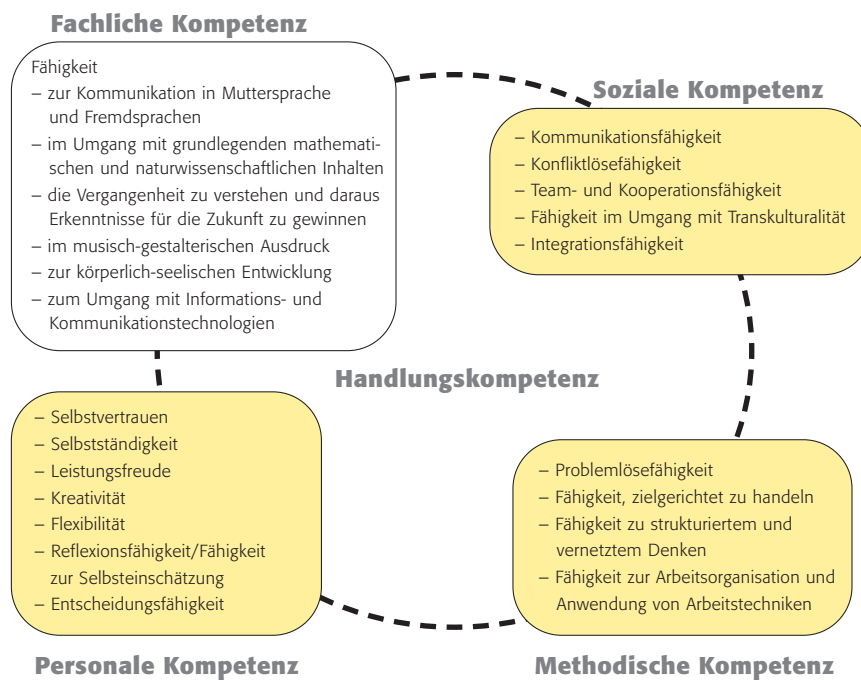 Fachliche Kompetenz
Fähigkeit
– zur Kommunikation in Muttersprache
und Fremdsprachen
– im Umgang mit grundlegenden mathemati-
schen und naturwissenschaftlichen Inhalten
– die Vergangenheit zu verstehen und daraus
Erkenntnisse für die Zukunft zu gewinnen
– im musisch-gestalterischen Ausdruck
– zur körperlich-seelischen Entwicklung
– zum Umgang mit Informations- und
Kommunikationstechnologien
Soziale Kompetenz
– Kommunikationsfähigkeit
– Konfliktlösefähigkeit
– Team- und Kooperationsfähigkeit
– Fähigkeit im Umgang mit Transkulturalität
– Integrationsfähigkeit
Handlungskompetenz
– Selbstvertrauen
– Selbstständigkeit
– Leistungsfreude
– Kreativität
– Flexibilität
– Reflexionsfähigkeit/Fähigkeit
zur Selbsteinschätzung
– Entscheidungsfähigkeit
Personale Kompetenz
– Problemlösefähigkeit
– Fähigkeit, zielgerichtet zu handeln
– Fähigkeit zu strukturiertem und
vernetztem Denken
– Fähigkeit zur Arbeitsorganisation und
Anwendung von Arbeitstechniken
Methodische Kompetenz